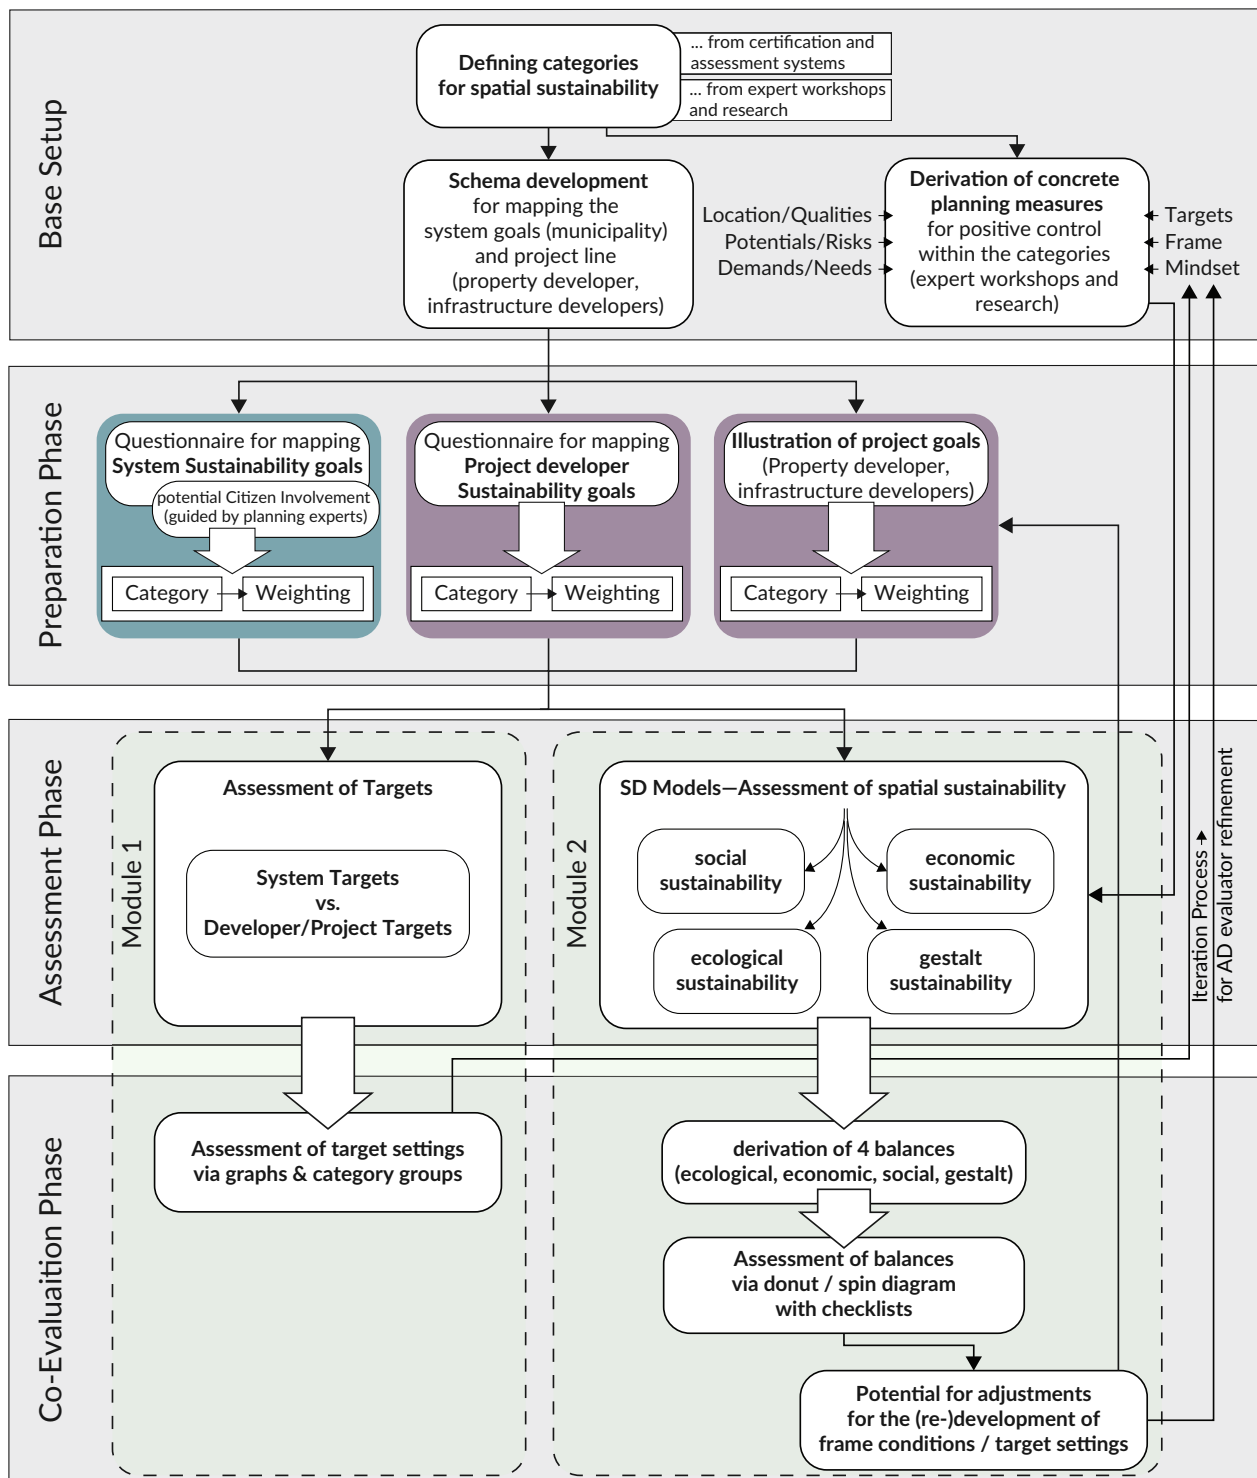 Base Setup
Defining categories
for spatial sustainability
... from certification and
assessment systems
... from expert workshops
and research
Schema development
for mapping the
system goals (municipality)
and project line
(property developer,
infrastructure developers)
Location/Qualities
Potentials/Risks
Demands/Needs
Derivation of concrete
planning measures
for positive control
within the categories
(expert workshops and
research)
Targets
Frame
Mindset
Preparation Phase
Questionnaire for mapping
System Sustainability goals
potential Citizen Involvement
(guided by planning experts)
Category
Weighting
Questionnaire for mapping
Project developer
Sustainability goals
Category
Weighting
Illustration of project goals
(Property developer,
infrastructure developers)
Category
Weighting
Assessment Phase
Module 1
Assessment of Targets
System Targets
vs.
Developer/Project Targets
Module 2
SD Models—Assessment of spatial sustainability
social
sustainability
economic
sustainability
ecological
sustainability
gestalt
sustainability
Iteration Process
for AD evaluator refinement
Co-Evaluaition Phase
Assessment of target settings
via graphs & category groups
derivation of 4 balances
(ecological, economic, social, gestalt)
Assessment of balances
via donut / spin diagram
with checklists
Potential for adjustments
for the (re-)development of
frame conditions / target settings